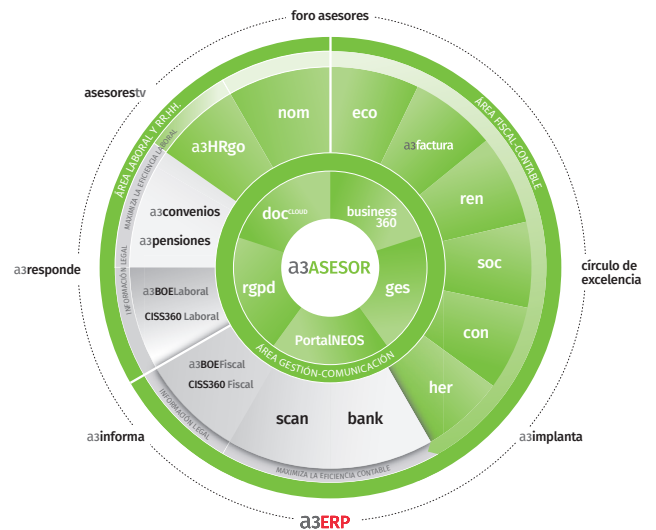 foro asesores
asesorestv
ÁREA LABORAL Y RR.HH.
ÁREA FISCAL-CONTABLE
nom
eco
a3HRgo
a3factura
MAXIMIZA LA EFICIENCIA LABORAL
ren
a3convenios
docCLOUD
business
360
a3pensiones
soc
a3responde
a3ASESOR
círculo de
excelencia
INFORMACIÓN LEGAL
a3BOELaboral
rgpd
ges
CISS360 Laboral
con
PortalNEOS
ÁREA GESTIÓN-COMUNICACIÓN
a3BOEFiscal
CISS360 Fiscal
her
scan
bank
INFORMACIÓN LEGAL
a3informa
a3implanta
MAXIMIZA LA EFICIENCIA CONTABLE
a3ERP